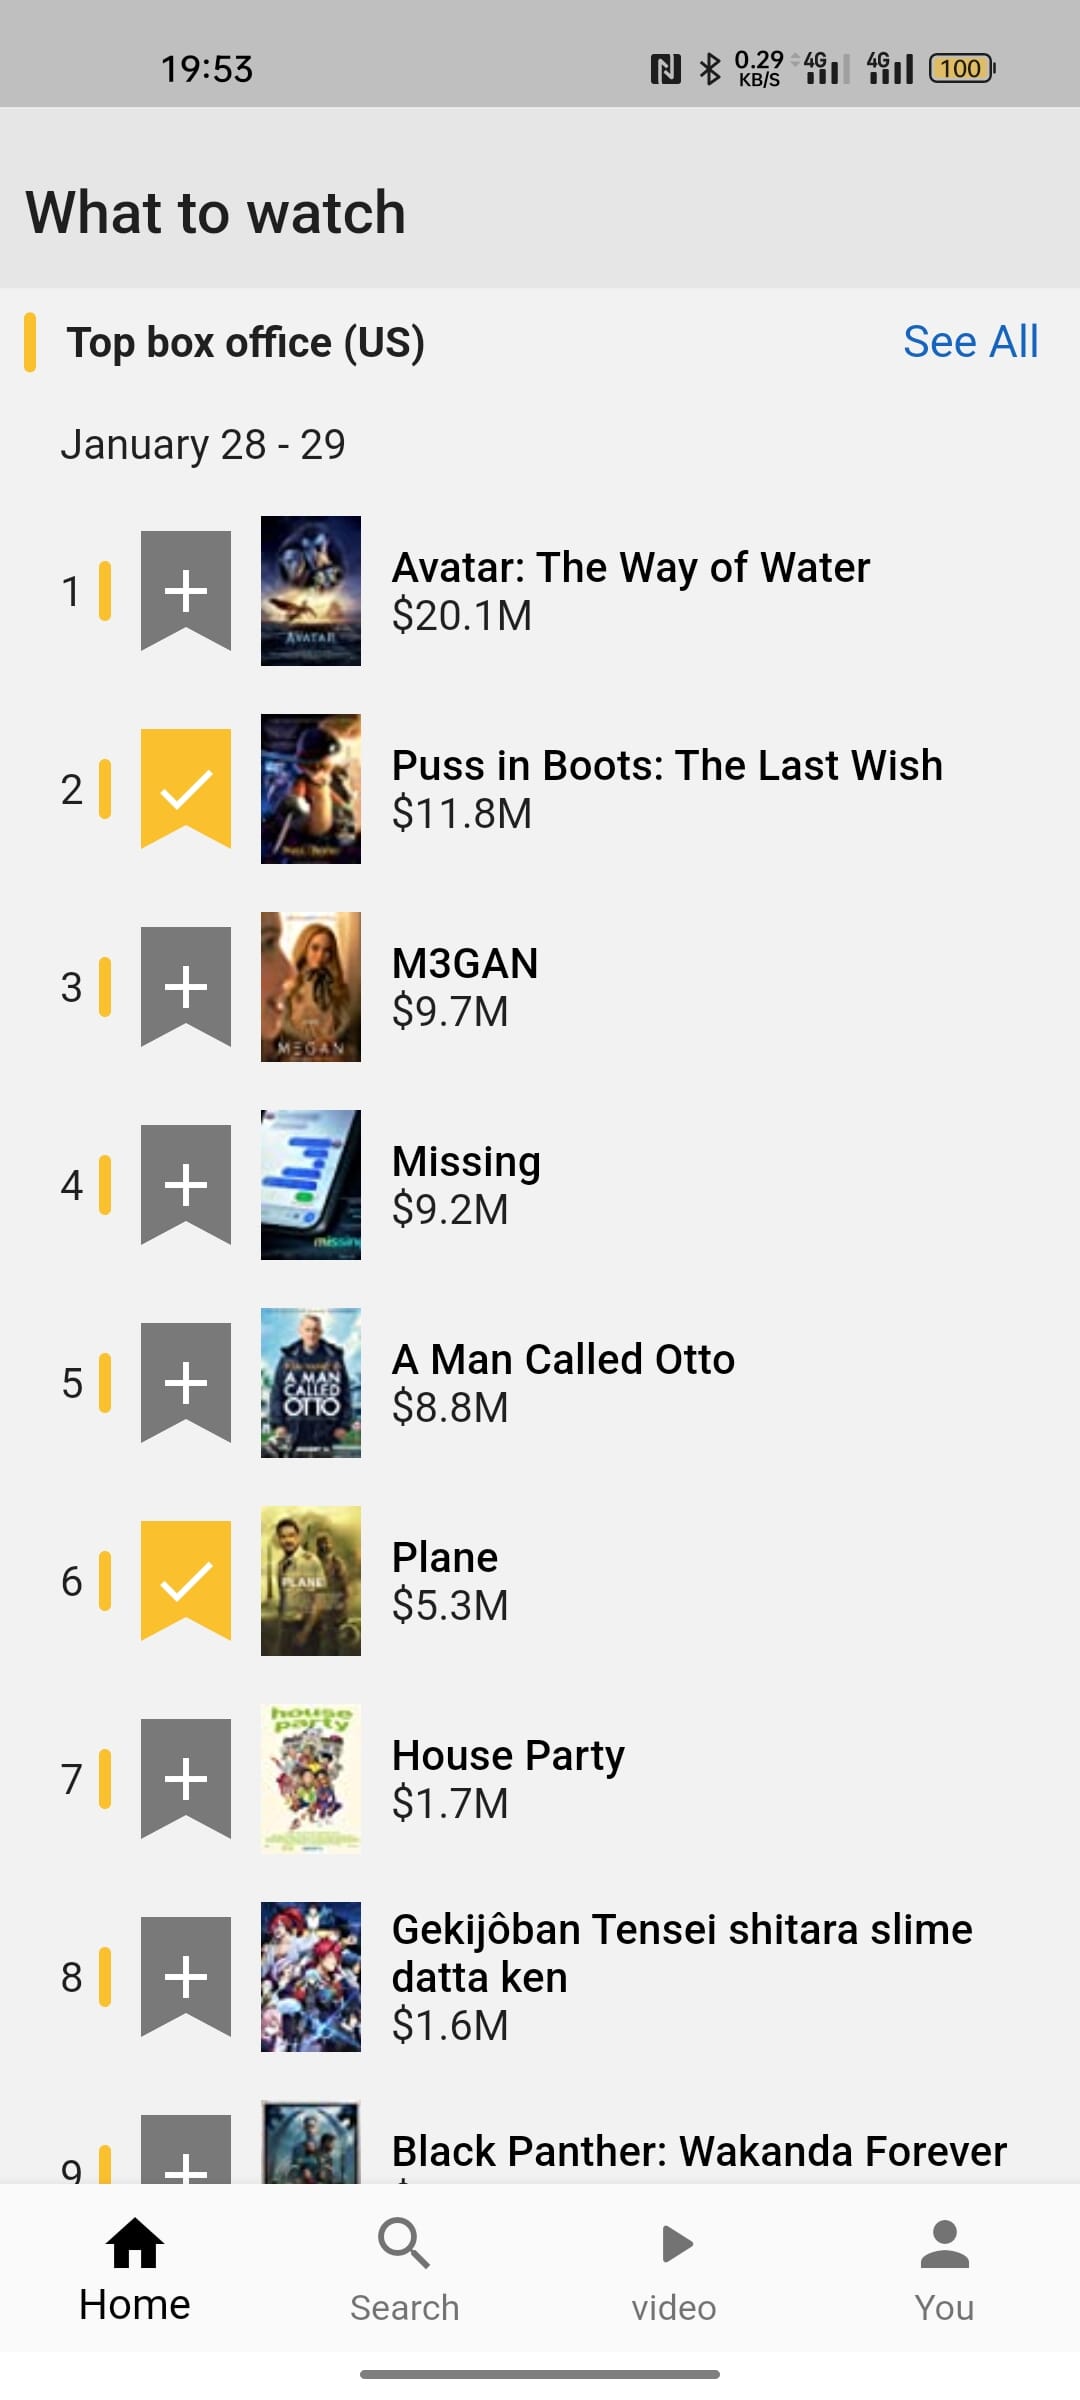 19:53
0.29 KB/S 4G 4G 100
What to watch
Top box office (US) See All
January 28 - 29
1 Avatar: The Way of Water
$20.1M
AVATAR
2 Puss in Boots: The Last Wish
$11.8M
3 M3GAN
$9.7M
M3GAN
4 Missing
$9.2M
missin
5 A Man Called Otto
$8.8M
A MAN
CALLED
OTTO
6 Plane
$5.3M
PLANE
7 House Party
$1.7M
house
party
8 Gekijôban Tensei shitara slime
datta ken
$1.6M
9 Black Panther: Wakanda Forever
Home Search video You